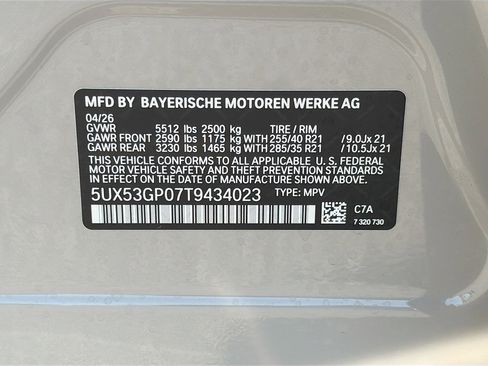 MFD BY BAYERISCHE MOTOREN WERKE AG
04/26
GVWR 5512 lbs 2500 kg TIRE / RIM
GAWR FRONT 2590 lbs 1175 kg WITH 255/40 R21 /9.0Jx 21
GAWR REAR 3230 lbs 1465 kg WITH 285/35 R21 /10.5Jx 21
THIS VEHICLE CONFORMS TO ALL APPLICABLE U. S. FEDERAL
MOTOR VEHICLE SAFETY AND THEFT PREVENTION STANDARDS
IN EFFECT ON THE DATE OF MANUFACTURE SHOWN ABOVE.
5UX53GP07T9434023 TYPE: MPV
C7A
7 320 730